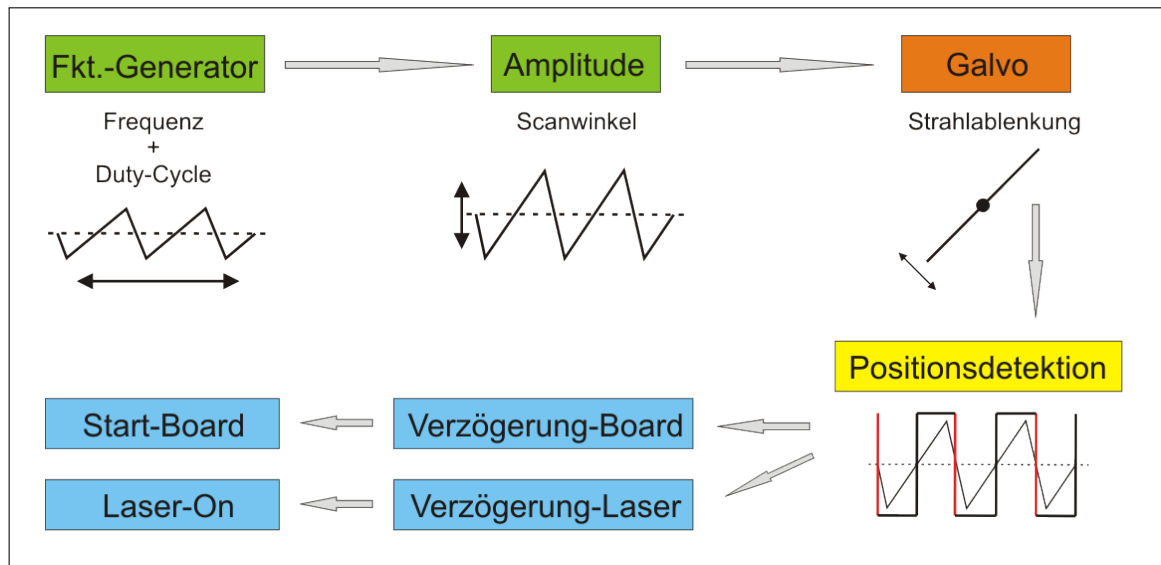 Fkt.-Generator
Amplitude
Galvo
Frequenz
+
Duty-Cycle
Scanwinkel
Strahlablenkung
Positionsdetektion
Start-Board
Verzögerung-Board
Laser-On
Verzögerung-Laser